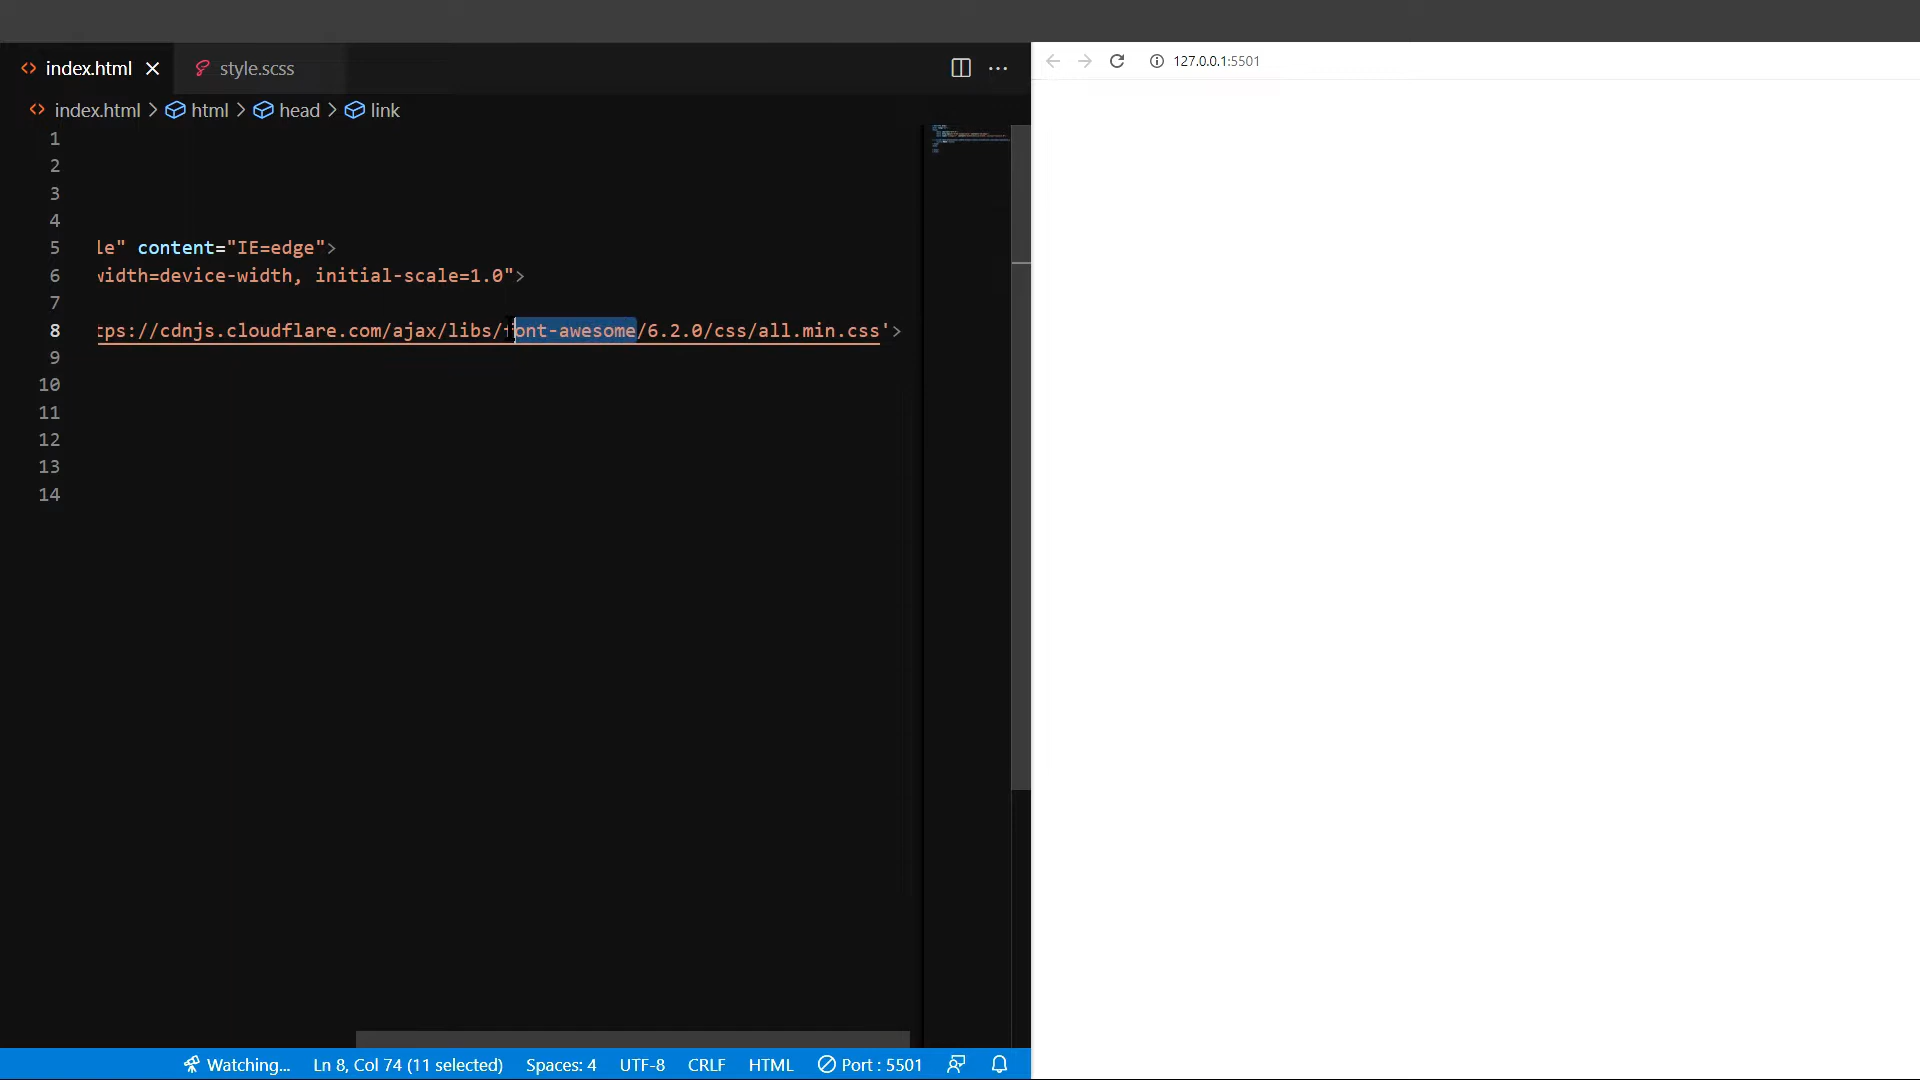 index.html
style.scss
127.0.0.1:5501
index.html > html > head > link
1
2
3
4
5 le" content="IE=edge">
6 width=device-width, initial-scale=1.0">
7
8 tps://cdnjs.cloudflare.com/ajax/libs/font-awesome/6.2.0/css/all.min.css'>
9
10
11
12
13
14
Watching... Ln 8, Col 74 (11 selected) Spaces: 4 UTF-8 CRLF HTML Port : 5501